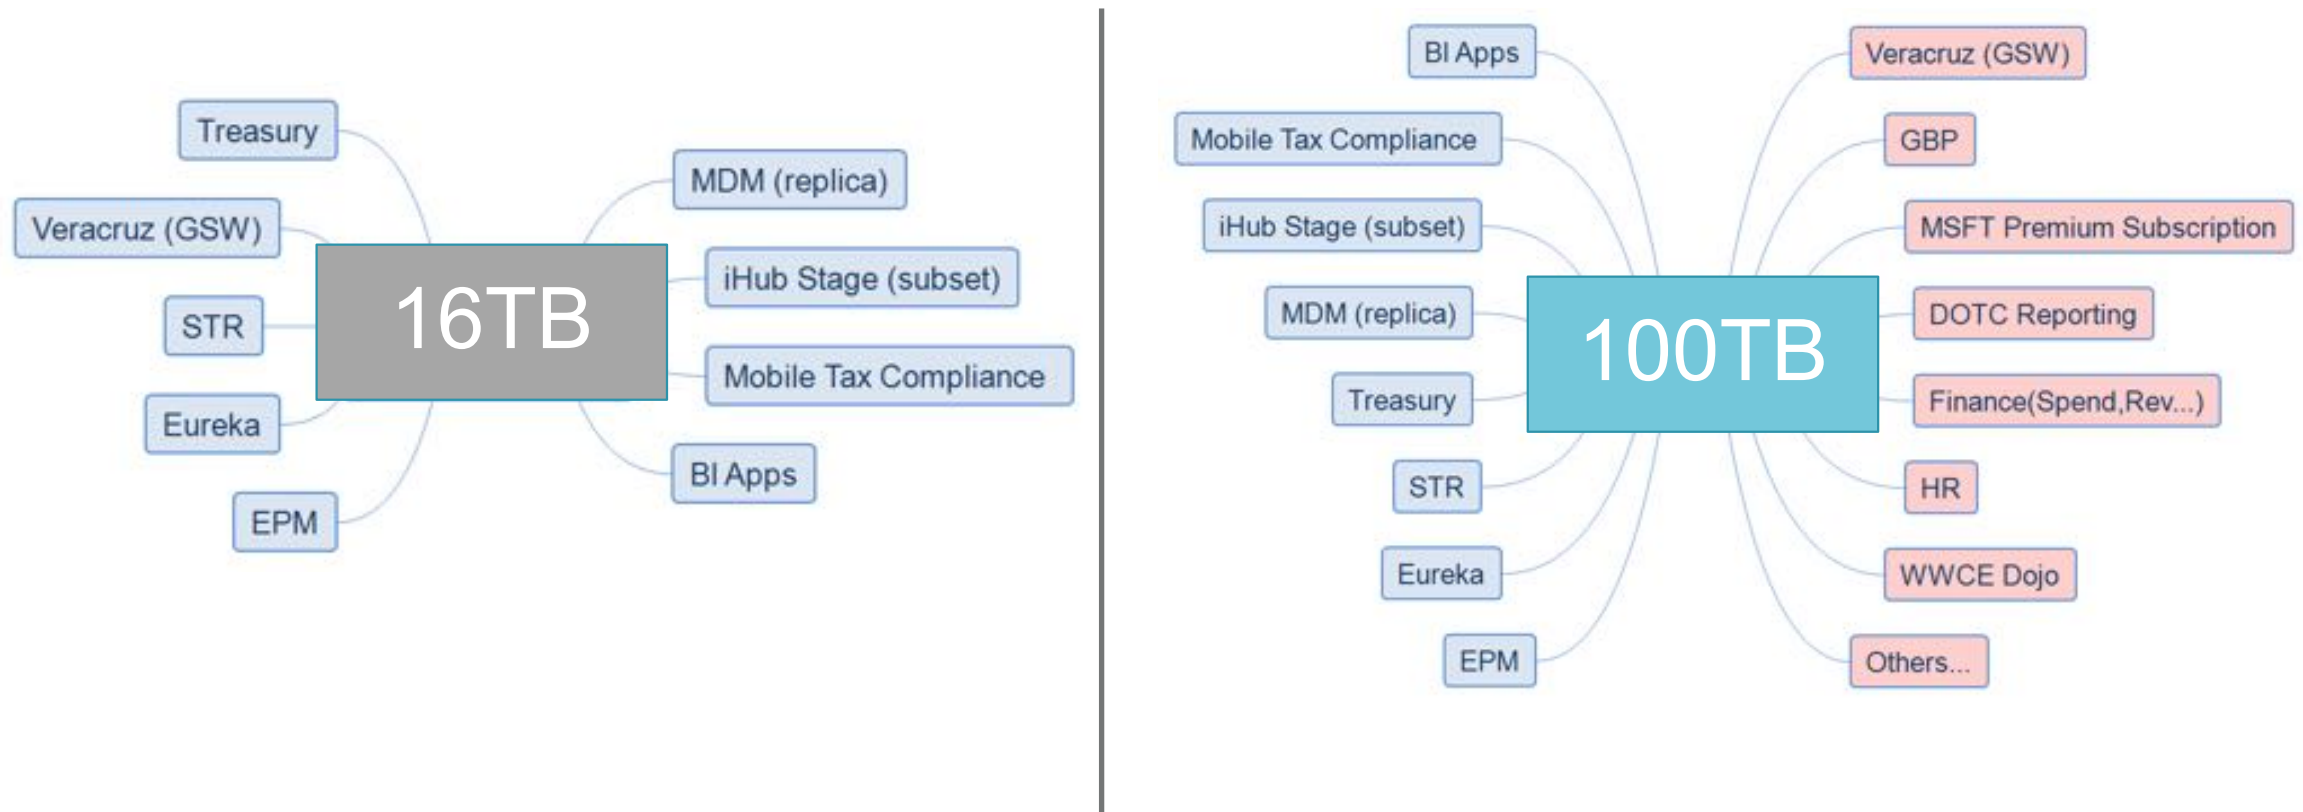 Treasury
Veracruz (GSW)
STR
Eureka
EPM
16TB
MDM (replica)
iHub Stage (subset)
Mobile Tax Compliance
BI Apps
BI Apps
Mobile Tax Compliance
iHub Stage (subset)
MDM (replica)
Treasury
STR
Eureka
EPM
100TB
Veracruz (GSW)
GBP
MSFT Premium Subscription
DOTC Reporting
Finance(Spend,Rev...)
HR
WWCE Dojo
Others...